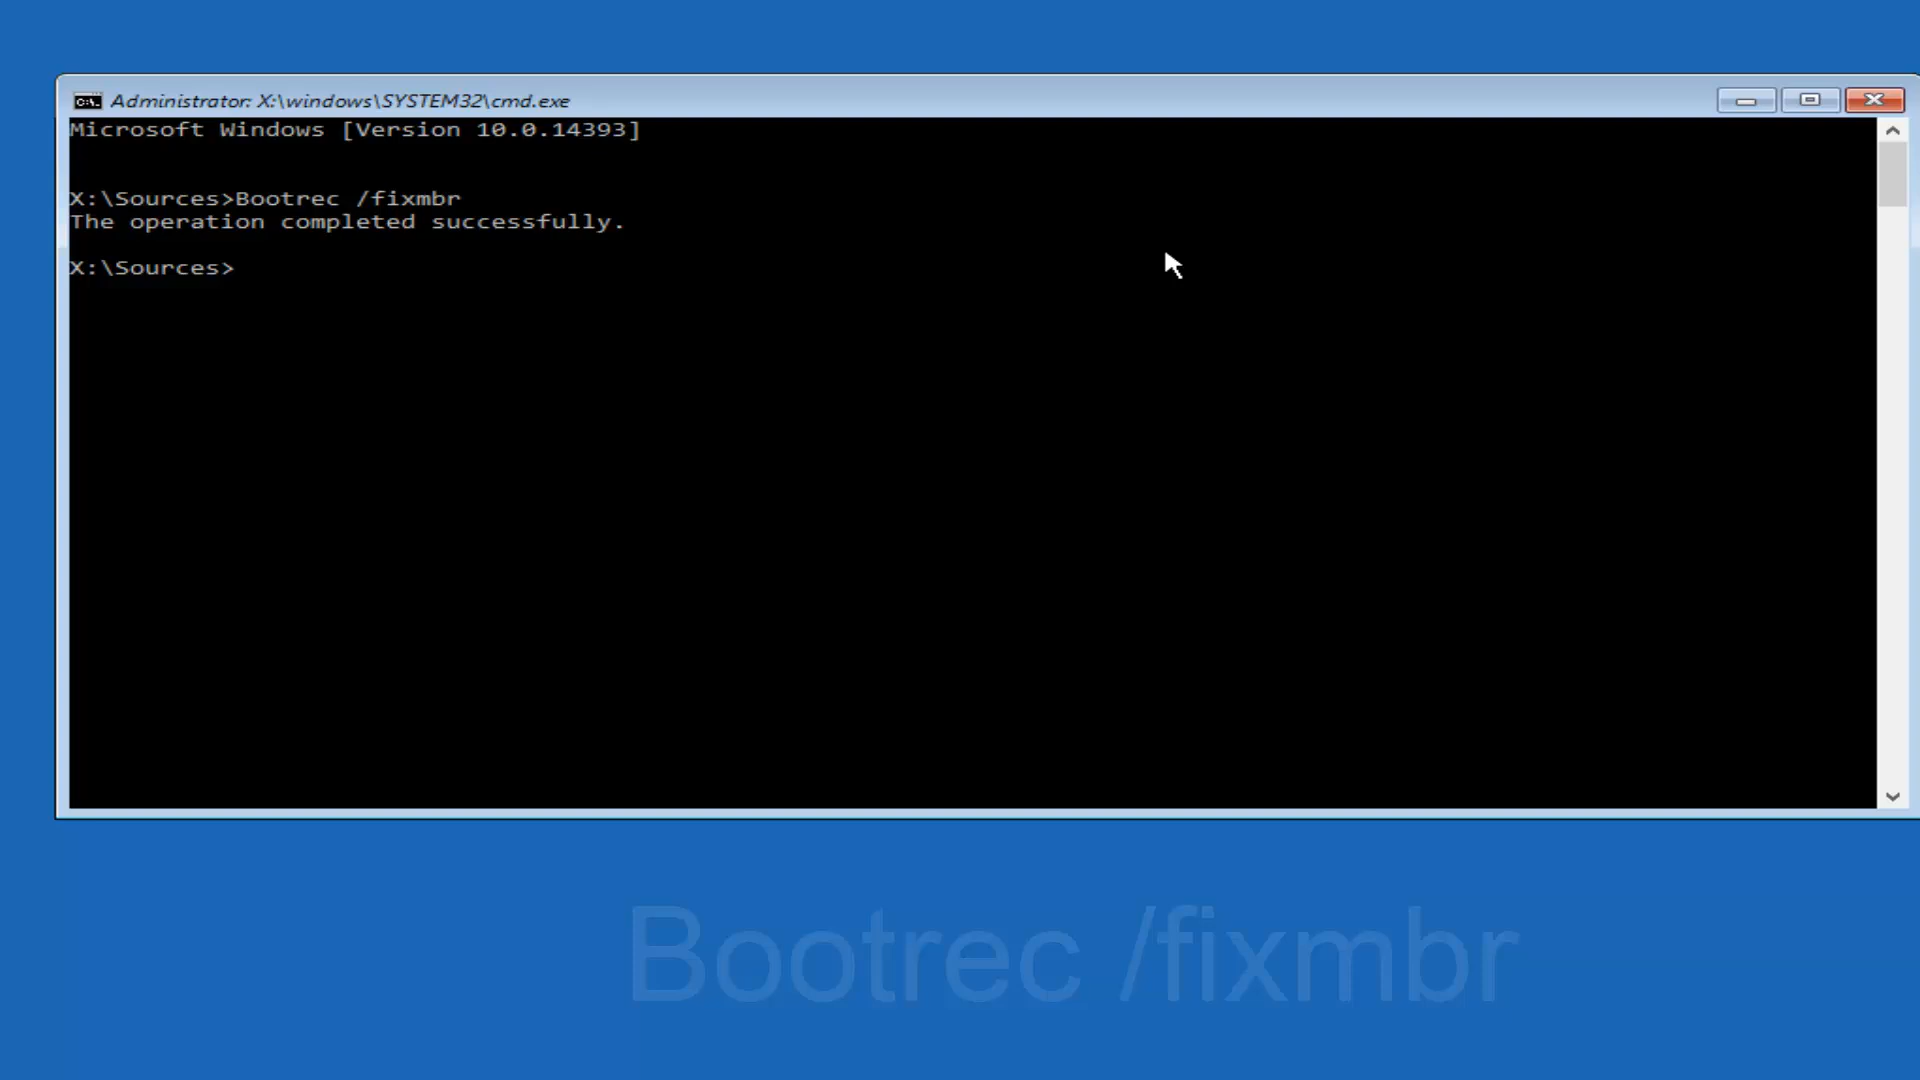 Administrator: X:\windows\SYSTEM32\cmd.exe
Microsoft Windows [Version 10.0.14393]
X:\Sources>Bootrec /fixmbr
The operation completed successfully.
X:\Sources>
Bootrec /fixmbr